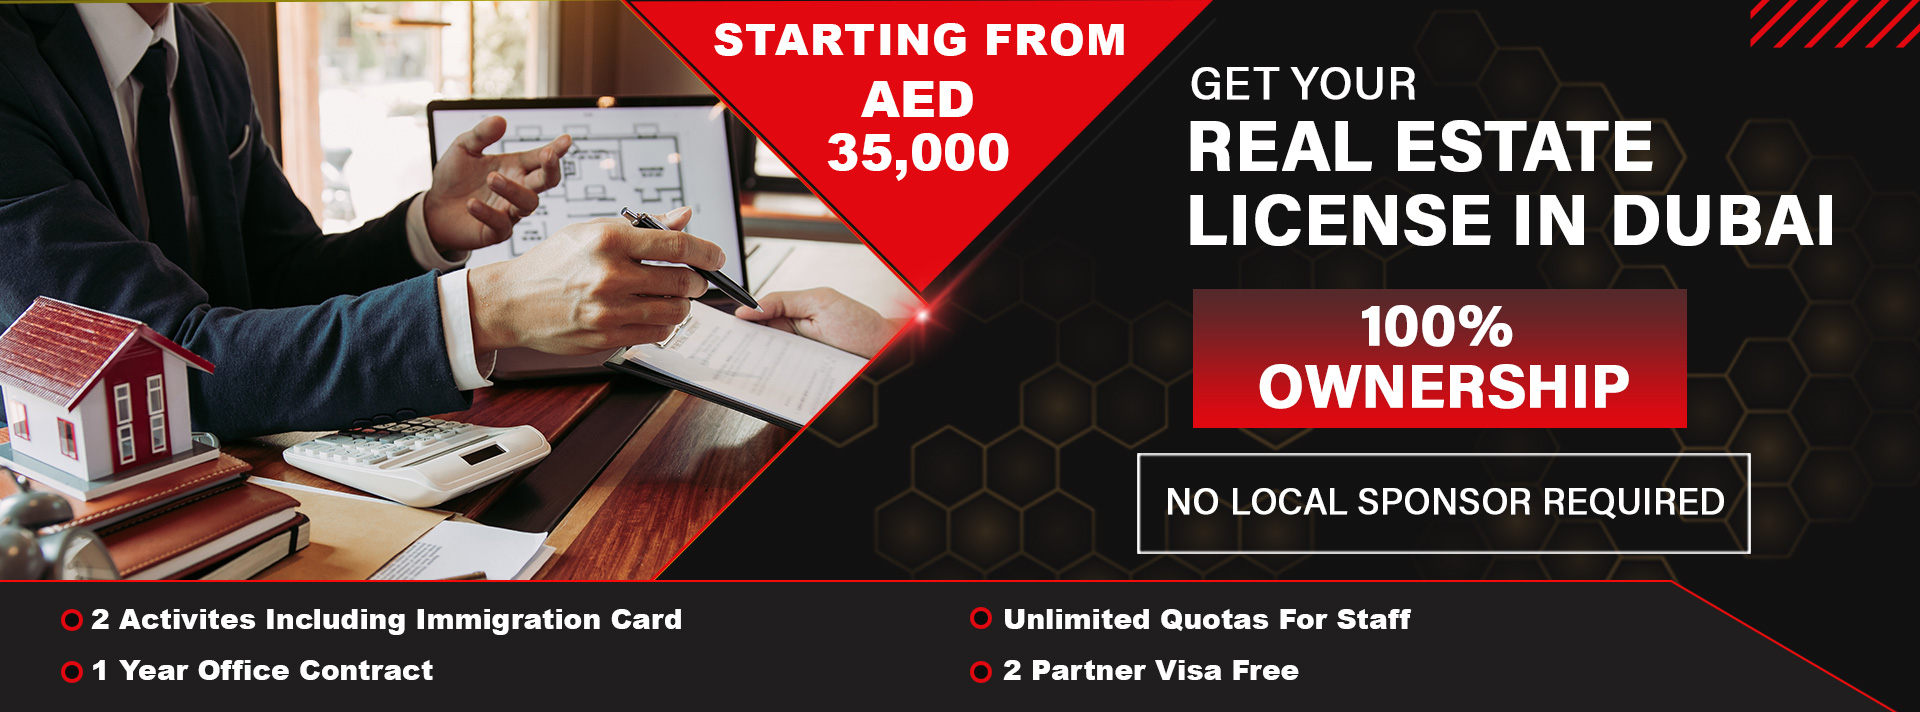 STARTING FROM
AED
35,000
GET YOUR
REAL ESTATE
LICENSE IN DUBAI
100%
OWNERSHIP
NO LOCAL SPONSOR REQUIRED
2 Activites Including Immigration Card
1 Year Office Contract
Unlimited Quotas For Staff
2 Partner Visa Free